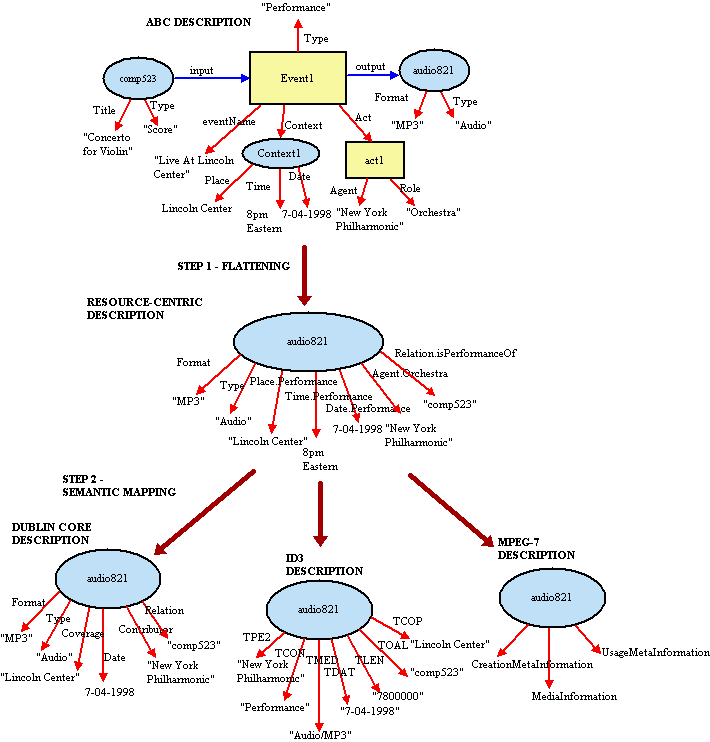 "Performance"
ABC DESCRIPTION
Type
comp523
input
Event1
output
audio821
Title
Type
Format
Type
"Concerto
for Violin"
"Score"
eventName
Context
Act
"MP3"
"Audio"
"Live At Lincoln
Center"
Context1
act1
Place
Time
Date
Agent
Role
Lincoln Center
8pm
Eastern
7-04-1998
"New York
Philharmonic"
"Orchestra"
STEP 1 - FLATTENING
RESOURCE-CENTRIC
DESCRIPTION
audio821
Format
Type
Place.Performance
Time.Performance
Date.Performance
Agent.Orchestra
Relation.isPerformanceOf
"MP3"
"Audio"
"Lincoln Center"
8pm
Eastern
7-04-1998
"New York
Philharmonic"
"comp523"
STEP 2 -
SEMANTIC MAPPING
DUBLIN CORE
DESCRIPTION
audio821
Format
Type
Coverage
Date
Contributor
Relation
"MP3"
"Audio"
"Lincoln Center"
7-04-1998
"New York
Philharmonic"
"comp523"
ID3
DESCRIPTION
audio821
TPE2
TCON
TMED
TDAT
TLEN
TOAL
TCOP
"New York
Philharmonic"
"Performance"
"Audio/MP3"
"7-04-1998"
"7800000"
"comp523"
"Lincoln Center"
MPEG-7
DESCRIPTION
audio821
CreationMetaInformation
MediaInformation
UsageMetaInformation